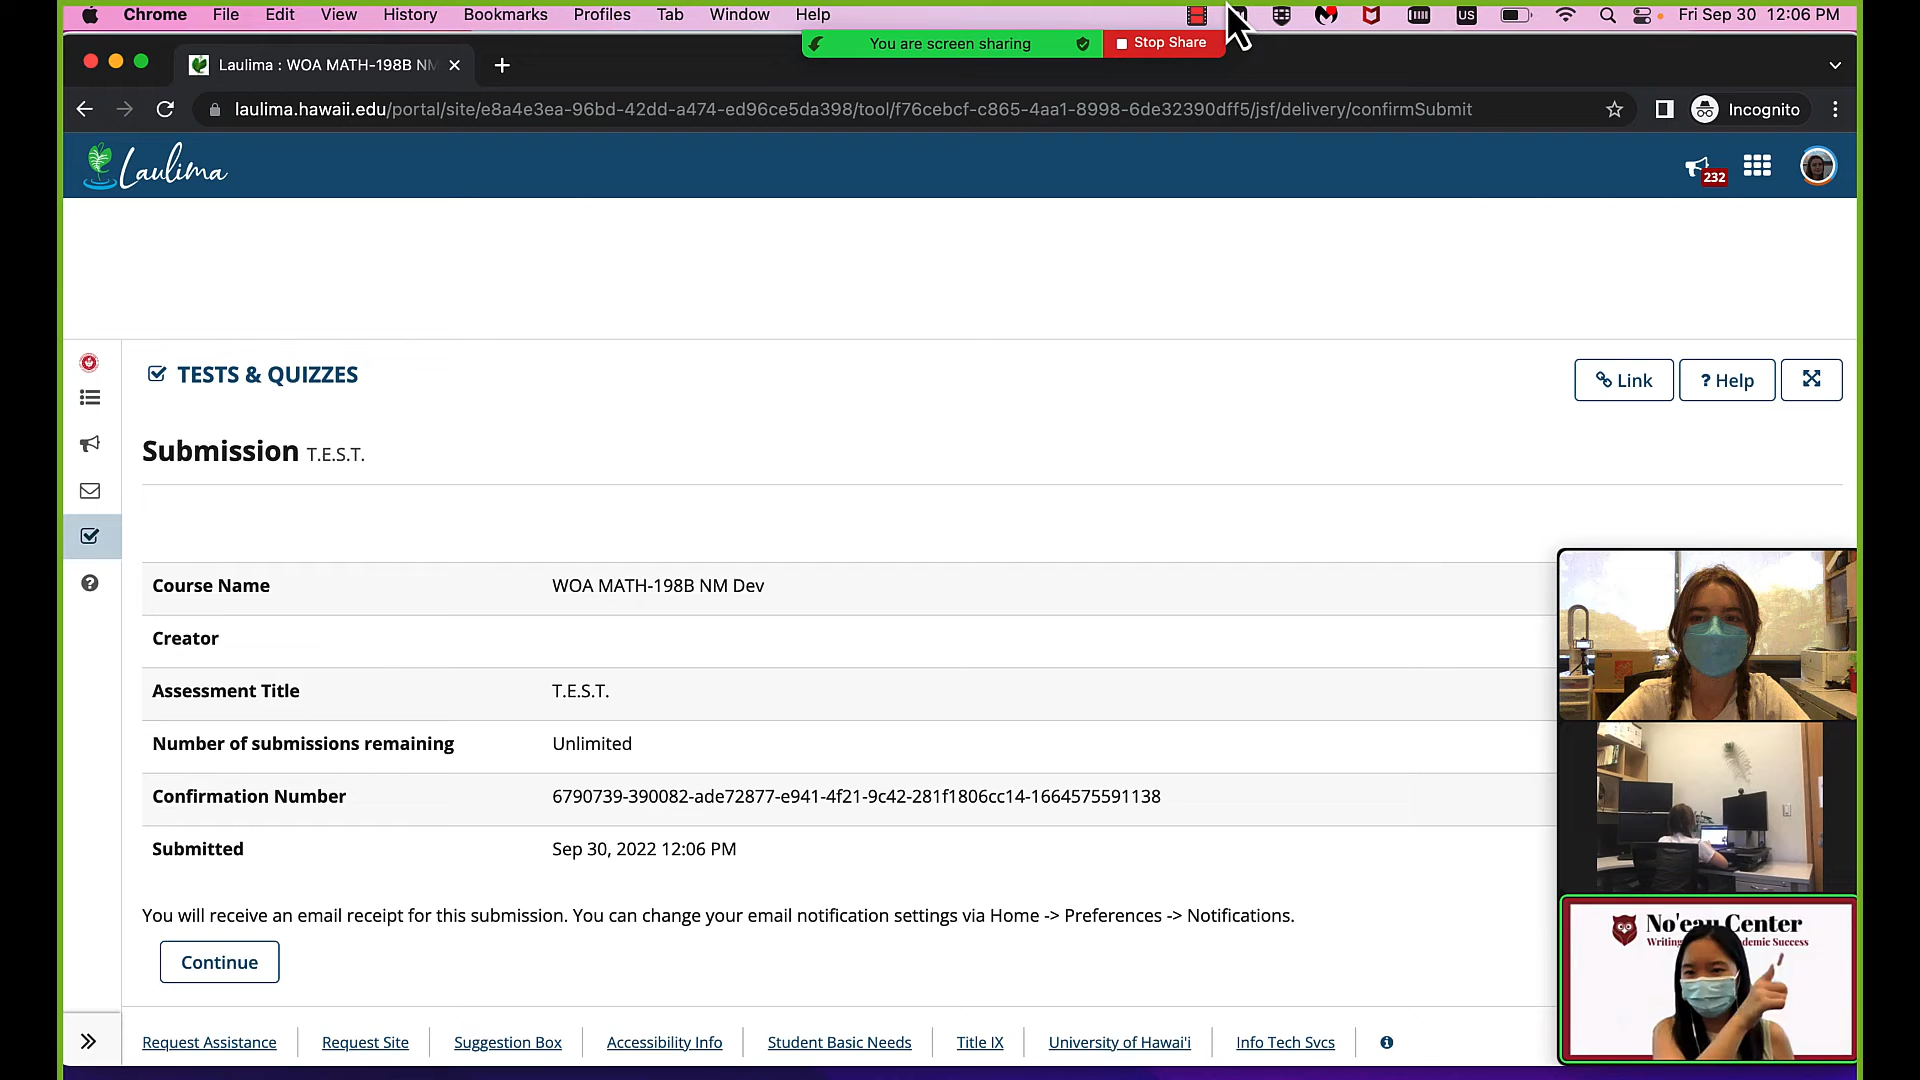 Chrome File Edit View History Bookmarks Profiles Tab Window Help US Fri Sep 30 12:06 PM
You are screen sharing Stop Share
Laulima : WOA MATH-198B NM
laulima.hawaii.edu/portal/site/e8a4e3ea-96bd-42dd-a474-ed96ce5da398/tool/f76cebcf-c865-4aa1-8998-6de32390dff5/jsf/delivery/confirmSubmit Incognito
Laulima 232
TESTS & QUIZZES
Link ? Help
Submission T.E.S.T.
Course Name WOA MATH-198B NM Dev
Creator
Assessment Title T.E.S.T.
Number of submissions remaining Unlimited
Confirmation Number 6790739-390082-ade72877-e941-4f21-9c42-281f1806cc14-1664575591138
Submitted Sep 30, 2022 12:06 PM
You will receive an email receipt for this submission. You can change your email notification settings via Home -> Preferences -> Notifications.
No'eau Center
Success
Continue
Request Assistance Request Site Suggestion Box Accessibility Info Student Basic Needs Title IX University of Hawai'i Info Tech Svcs